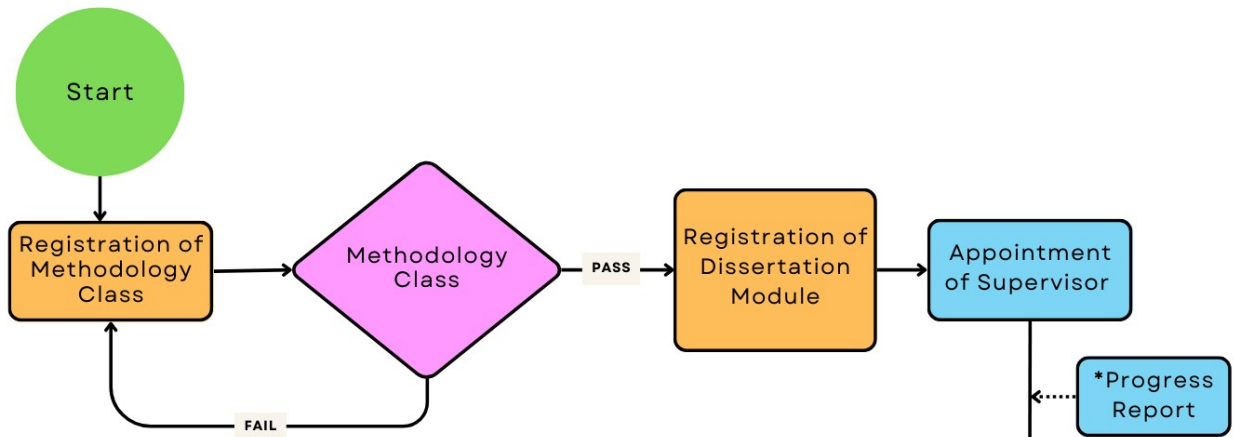 Start
Registration of
Methodology
Class
Methodology
Class
PASS
FAIL
Registration of
Dissertation
Module
Appointment
of Supervisor
*Progress
Report